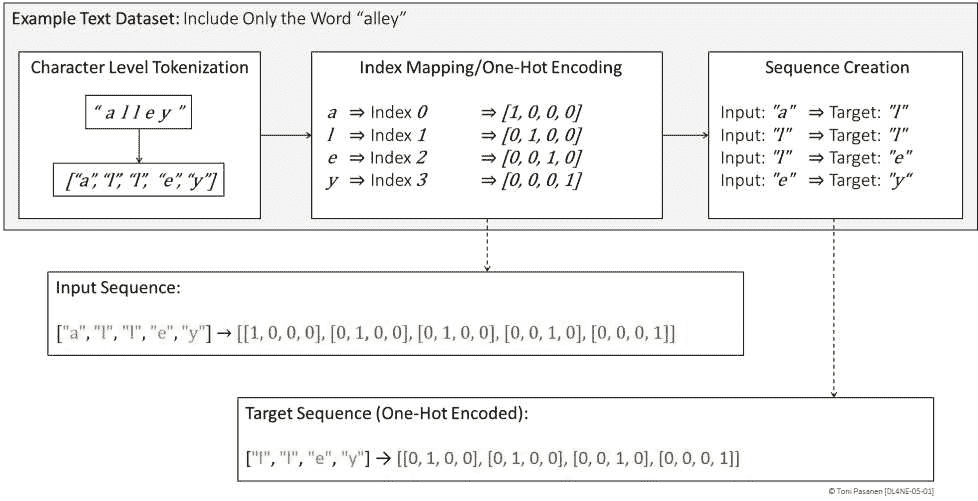 Example Text Dataset: Include Only the Word “alley”
Character Level Tokenization
“ a l l e y ”
[“a”, “l”, “l”, “e”, “y”]
Index Mapping/One-Hot Encoding
a ⇒ Index 0 ⇒ [1, 0, 0, 0]
l ⇒ Index 1 ⇒ [0, 1, 0, 0]
e ⇒ Index 2 ⇒ [0, 0, 1, 0]
y ⇒ Index 3 ⇒ [0, 0, 0, 1]
Sequence Creation
Input: "a" ⇒ Target: "l"
Input: "l" ⇒ Target: "l"
Input: "l" ⇒ Target: "e"
Input: "e" ⇒ Target: "y“
Input Sequence:
["a", "l", "l", "e", "y"] → [[1, 0, 0, 0], [0, 1, 0, 0], [0, 1, 0, 0], [0, 0, 1, 0], [0, 0, 0, 1]]
Target Sequence (One-Hot Encoded):
["l", "l", "e", "y"] → [[0, 1, 0, 0], [0, 1, 0, 0], [0, 0, 1, 0], [0, 0, 0, 1]]
© Toni Pasanen [DL4NE-05-01]